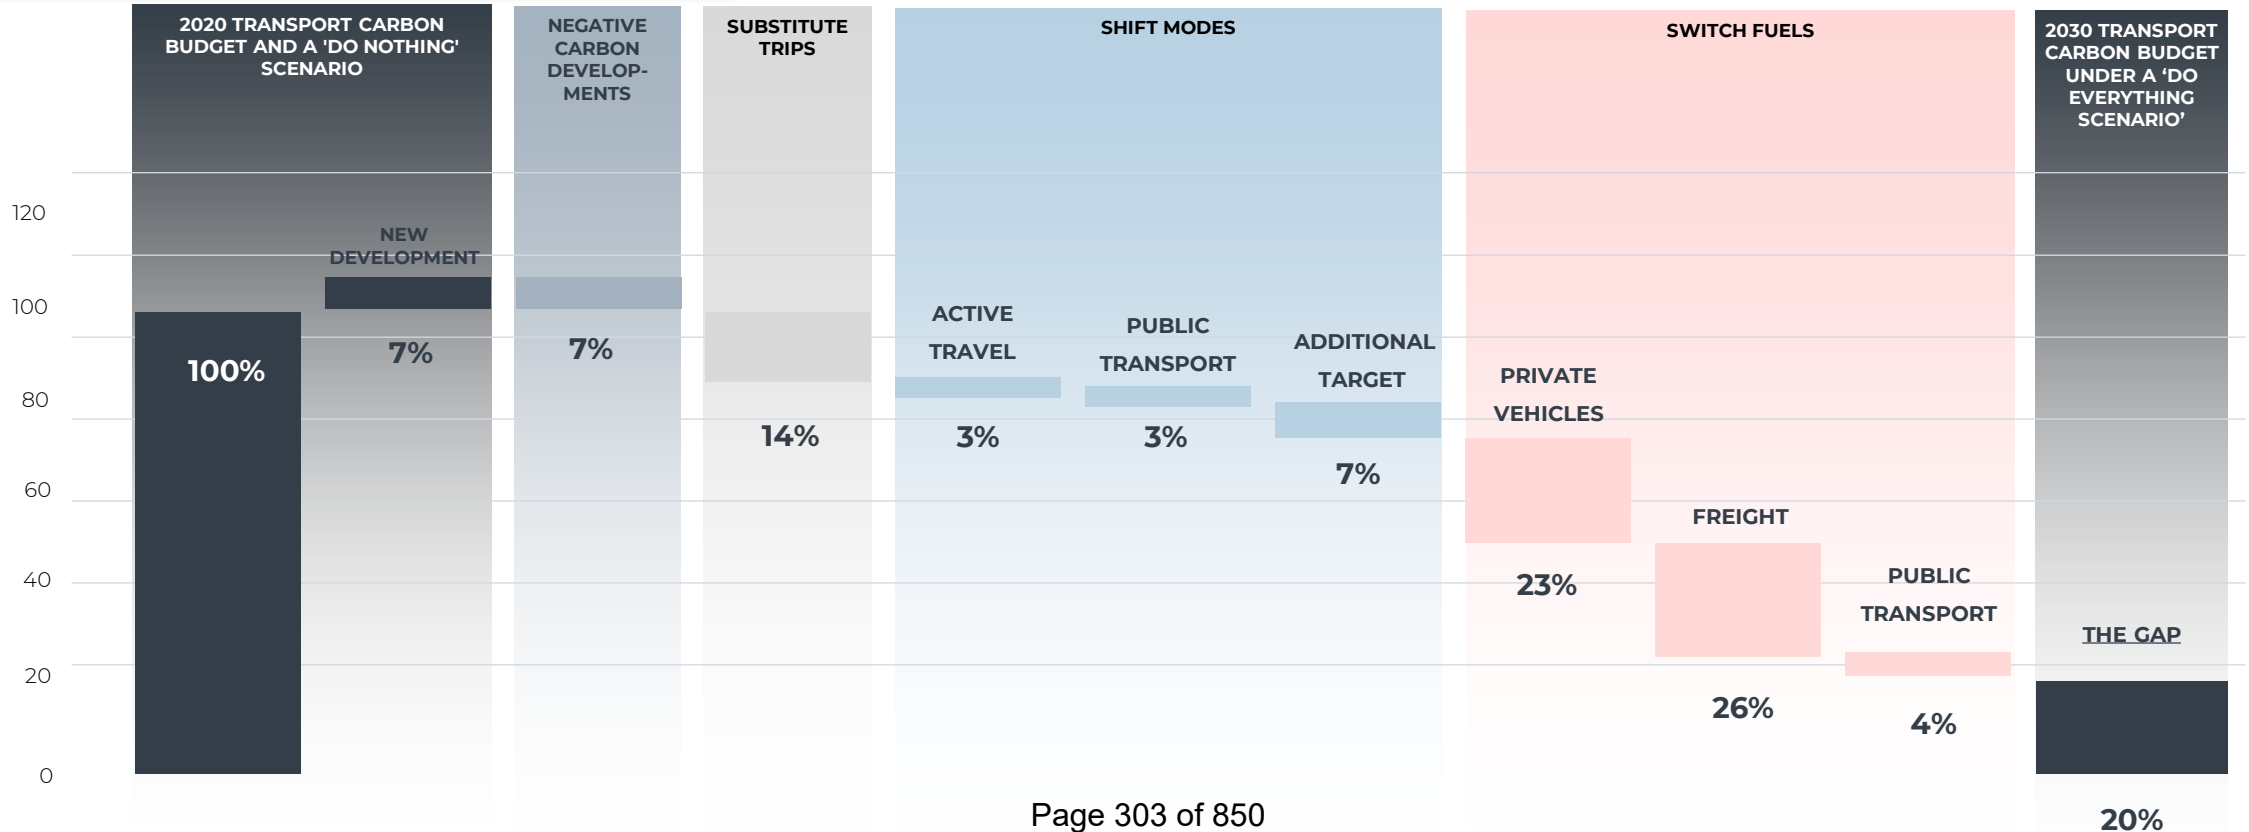 2020 TRANSPORT CARBON
BUDGET AND A 'DO NOTHING'
SCENARIO
NEGATIVE
CARBON
DEVELOP-
MENTS
SUBSTITUTE
TRIPS
SHIFT MODES
SWITCH FUELS
2030 TRANSPORT
CARBON BUDGET
UNDER A ‘DO
EVERYTHING
SCENARIO’
120
100
80
60
40
20
0
100%
NEW
DEVELOPMENT
7%
7%
14%
ACTIVE
TRAVEL
3%
PUBLIC
TRANSPORT
3%
ADDITIONAL
TARGET
7%
PRIVATE
VEHICLES
23%
FREIGHT
26%
PUBLIC
TRANSPORT
4%
THE GAP
20%
Page 303 of 850